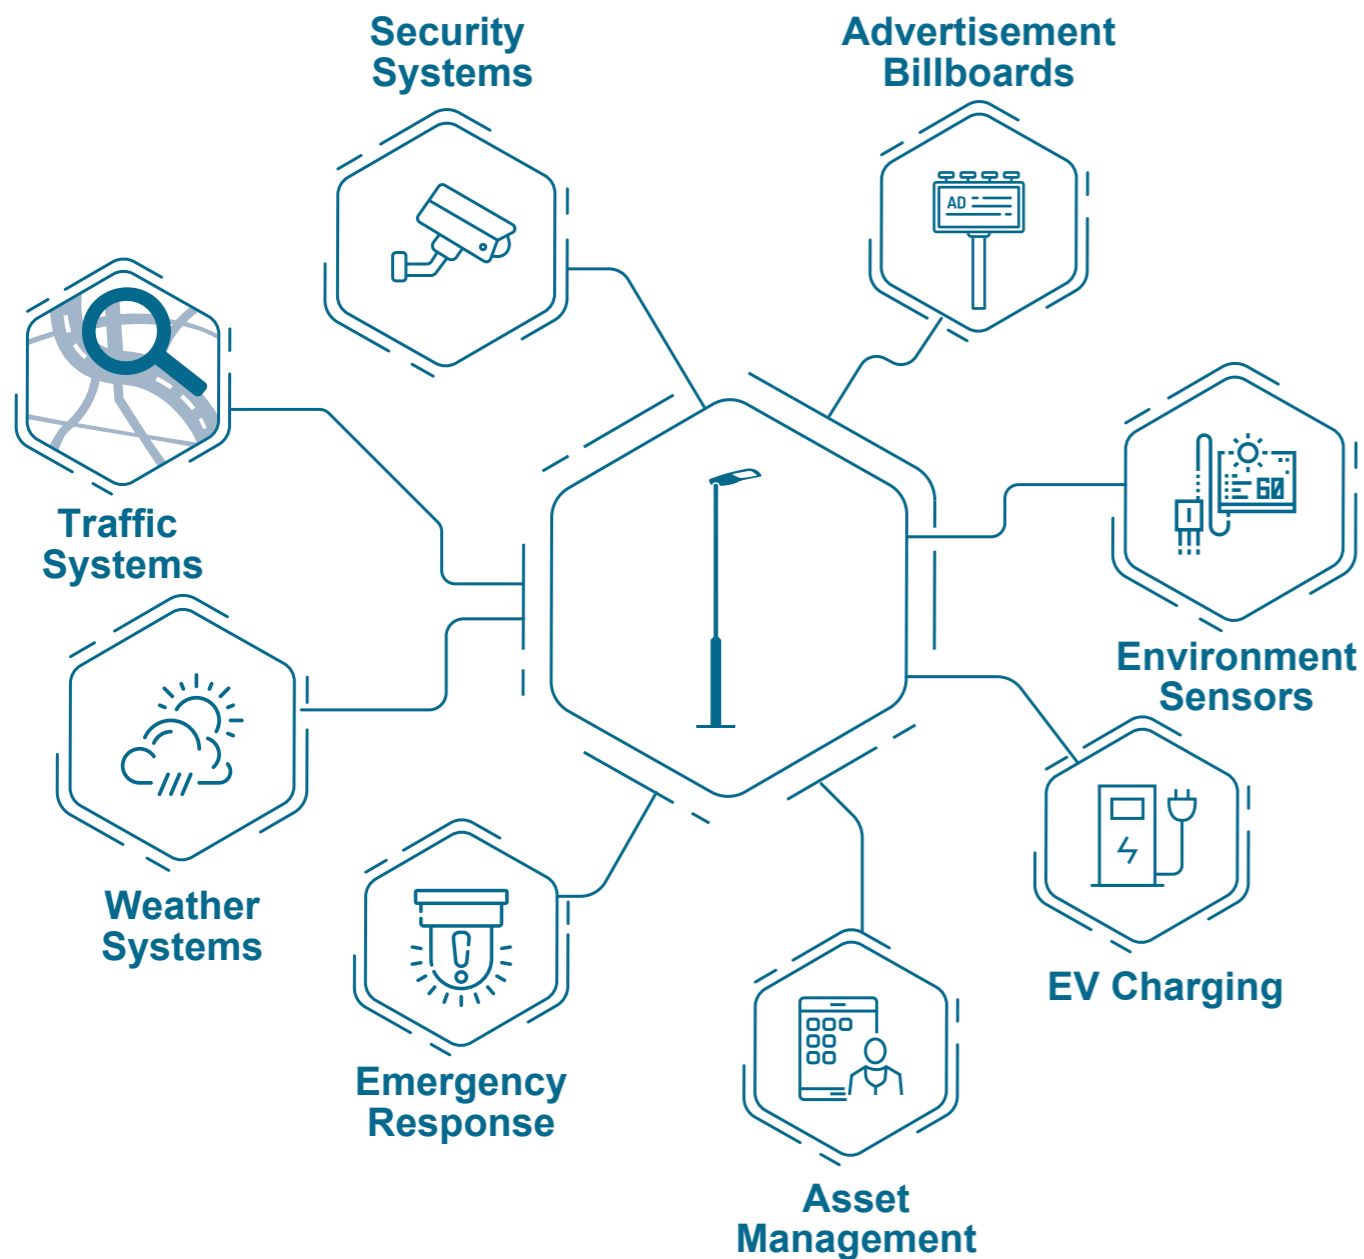 Security
Systems
Advertisement
Billboards
AD
Traffic
Systems
60
Environment
Sensors
Weather
Systems
EV Charging
Emergency
Response
Asset
Management